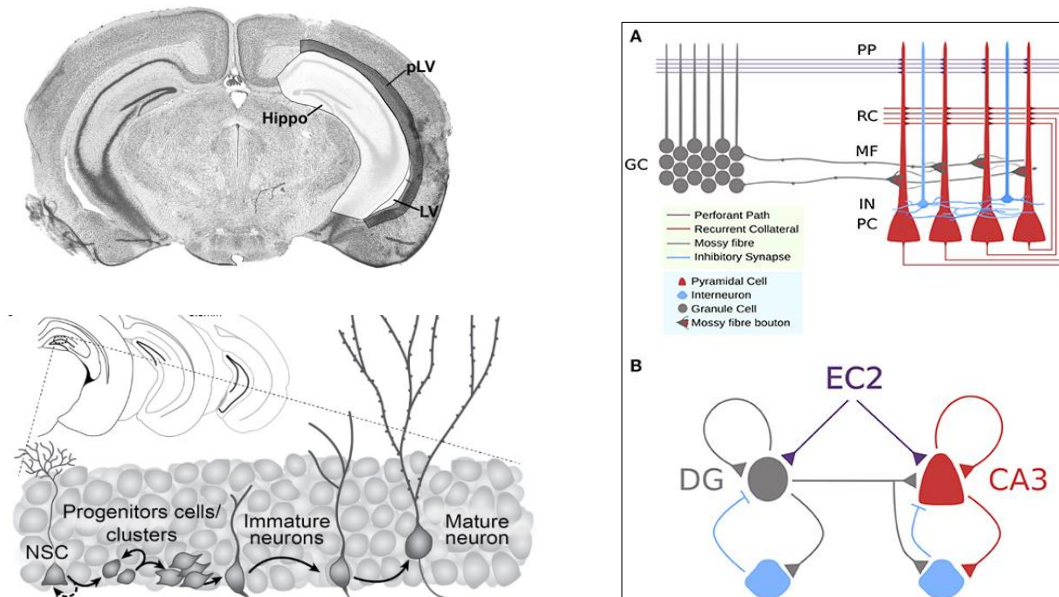 pLV
Hippo
LV
Progenitors cells/
clusters
Immature
neurons
Mature
neuron
NSC
A
PP
RC
GC
MF
IN
PC
Perforant Path
Recurrent Collateral
Mossy fibre
Inhibitory Synapse
Pyramidal Cell
Interneuron
Granule Cell
Mossy fibre bouton
B
EC2
DG
CA3